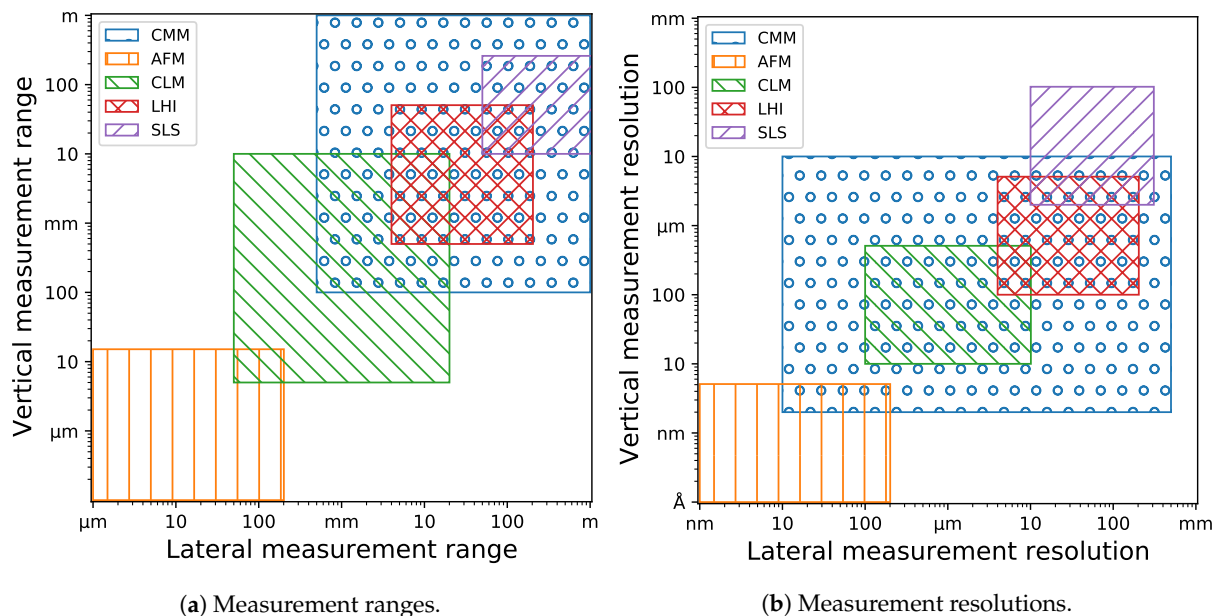 m
100
10
mm
100
10
μm
Vertical measurement range
CMM
AFM
CLM
LHI
SLS
μm 10 100 mm 10 100 m
Lateral measurement range
(a) Measurement ranges.
mm
100
10
μm
100
10
nm
Å
Vertical measurement resolution
CMM
AFM
CLM
LHI
SLS
nm 10 100 μm 10 100 mm
Lateral measurement resolution
(b) Measurement resolutions.